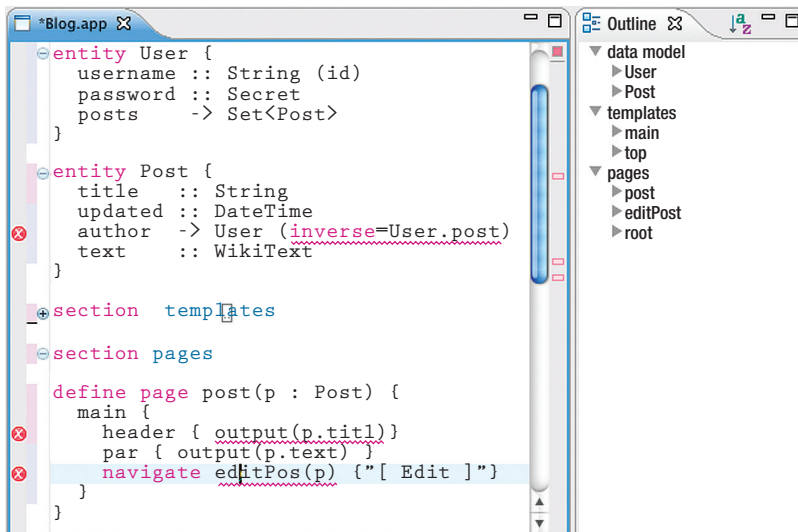 *Blog.app
entity User {
username :: String (id)
password :: Secret
posts -> Set<Post>
}
entity Post {
title :: String
updated :: DateTime
author -> User (inverse=User.post)
text :: WikiText
}
section templates
section pages
define page post(p : Post) {
main {
header { output(p.titl)}
par { output(p.text) }
navigate editPos(p) {"[ Edit ]"}
}
}
Outline
a
z
data model
User
Post
templates
main
top
pages
post
editPost
root